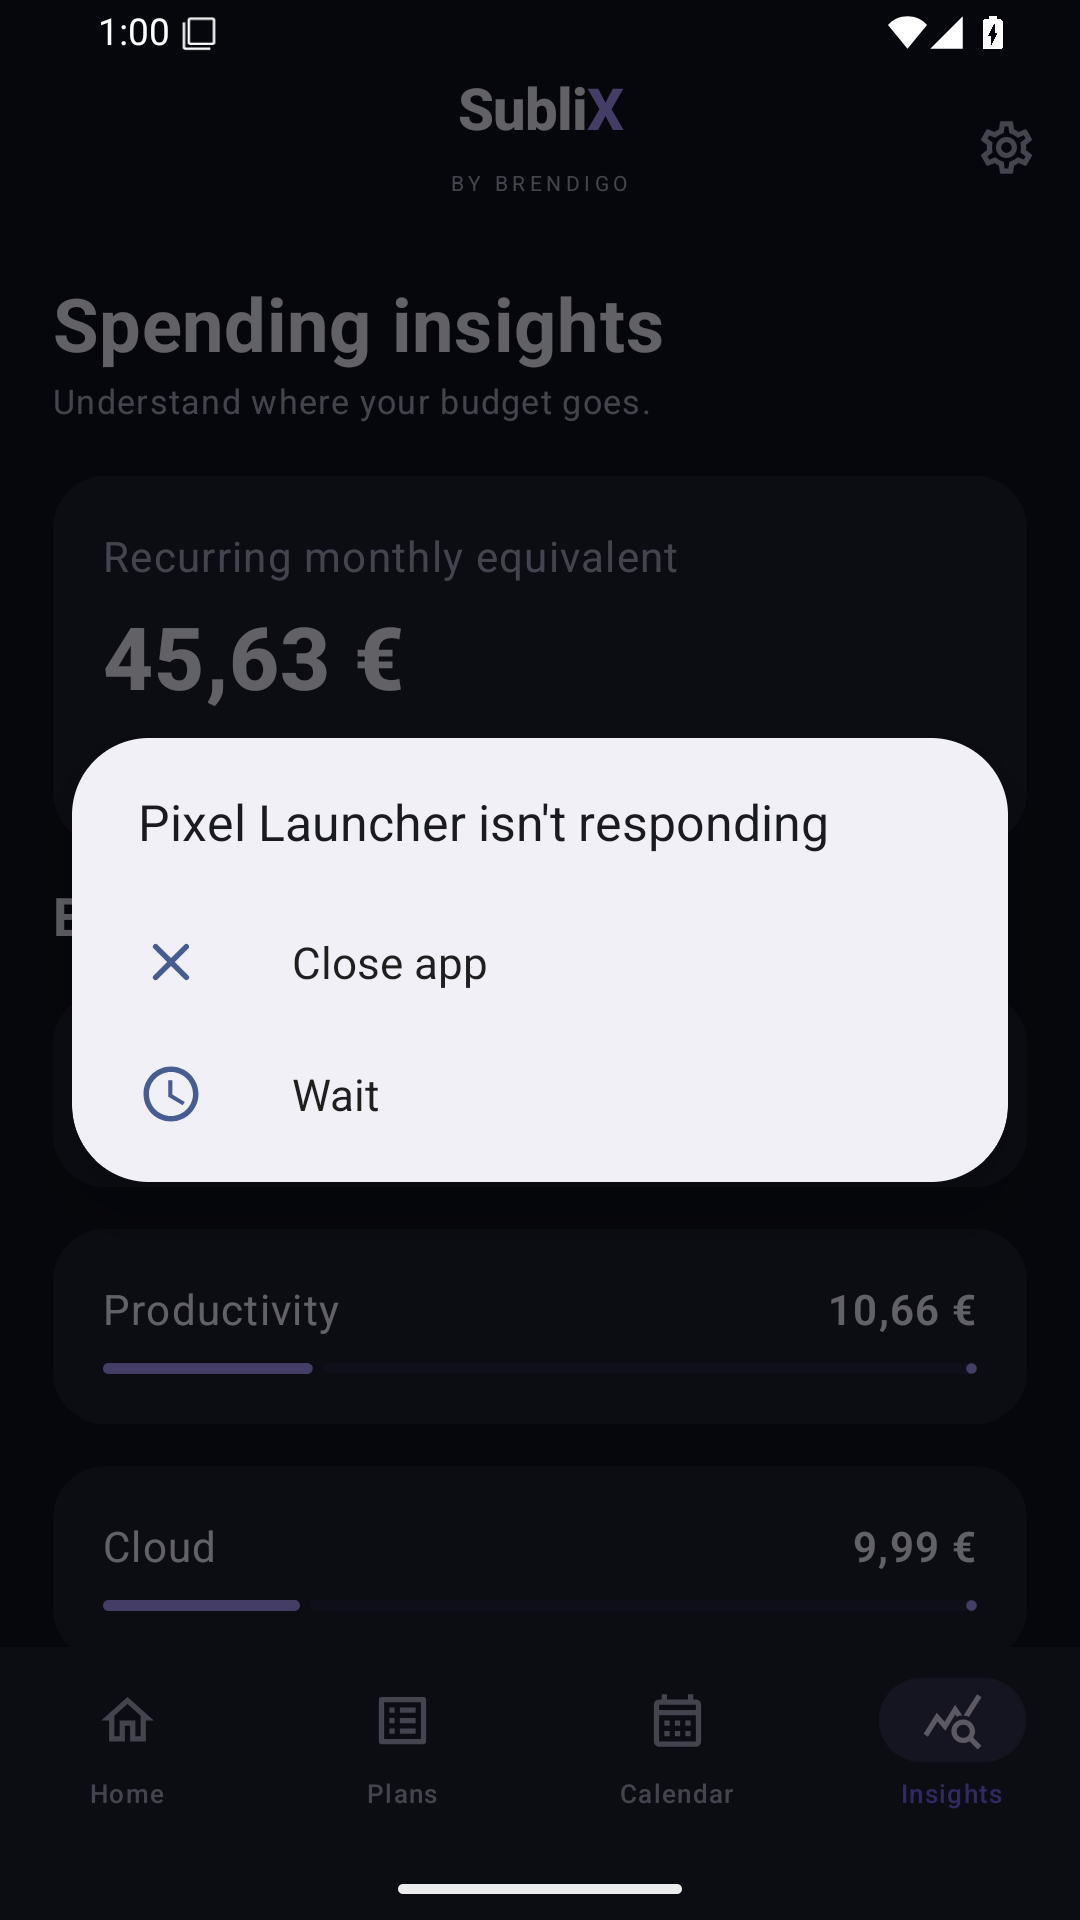 1:00
SubliX
BY BRENDIGO
Spending insights
Understand where your budget goes.
Recurring monthly equivalent
45,63 €
Pixel Launcher isn't responding
Close app
Wait
Productivity
10,66 €
Cloud
9,99 €
Home
Plans
Calendar
Insights